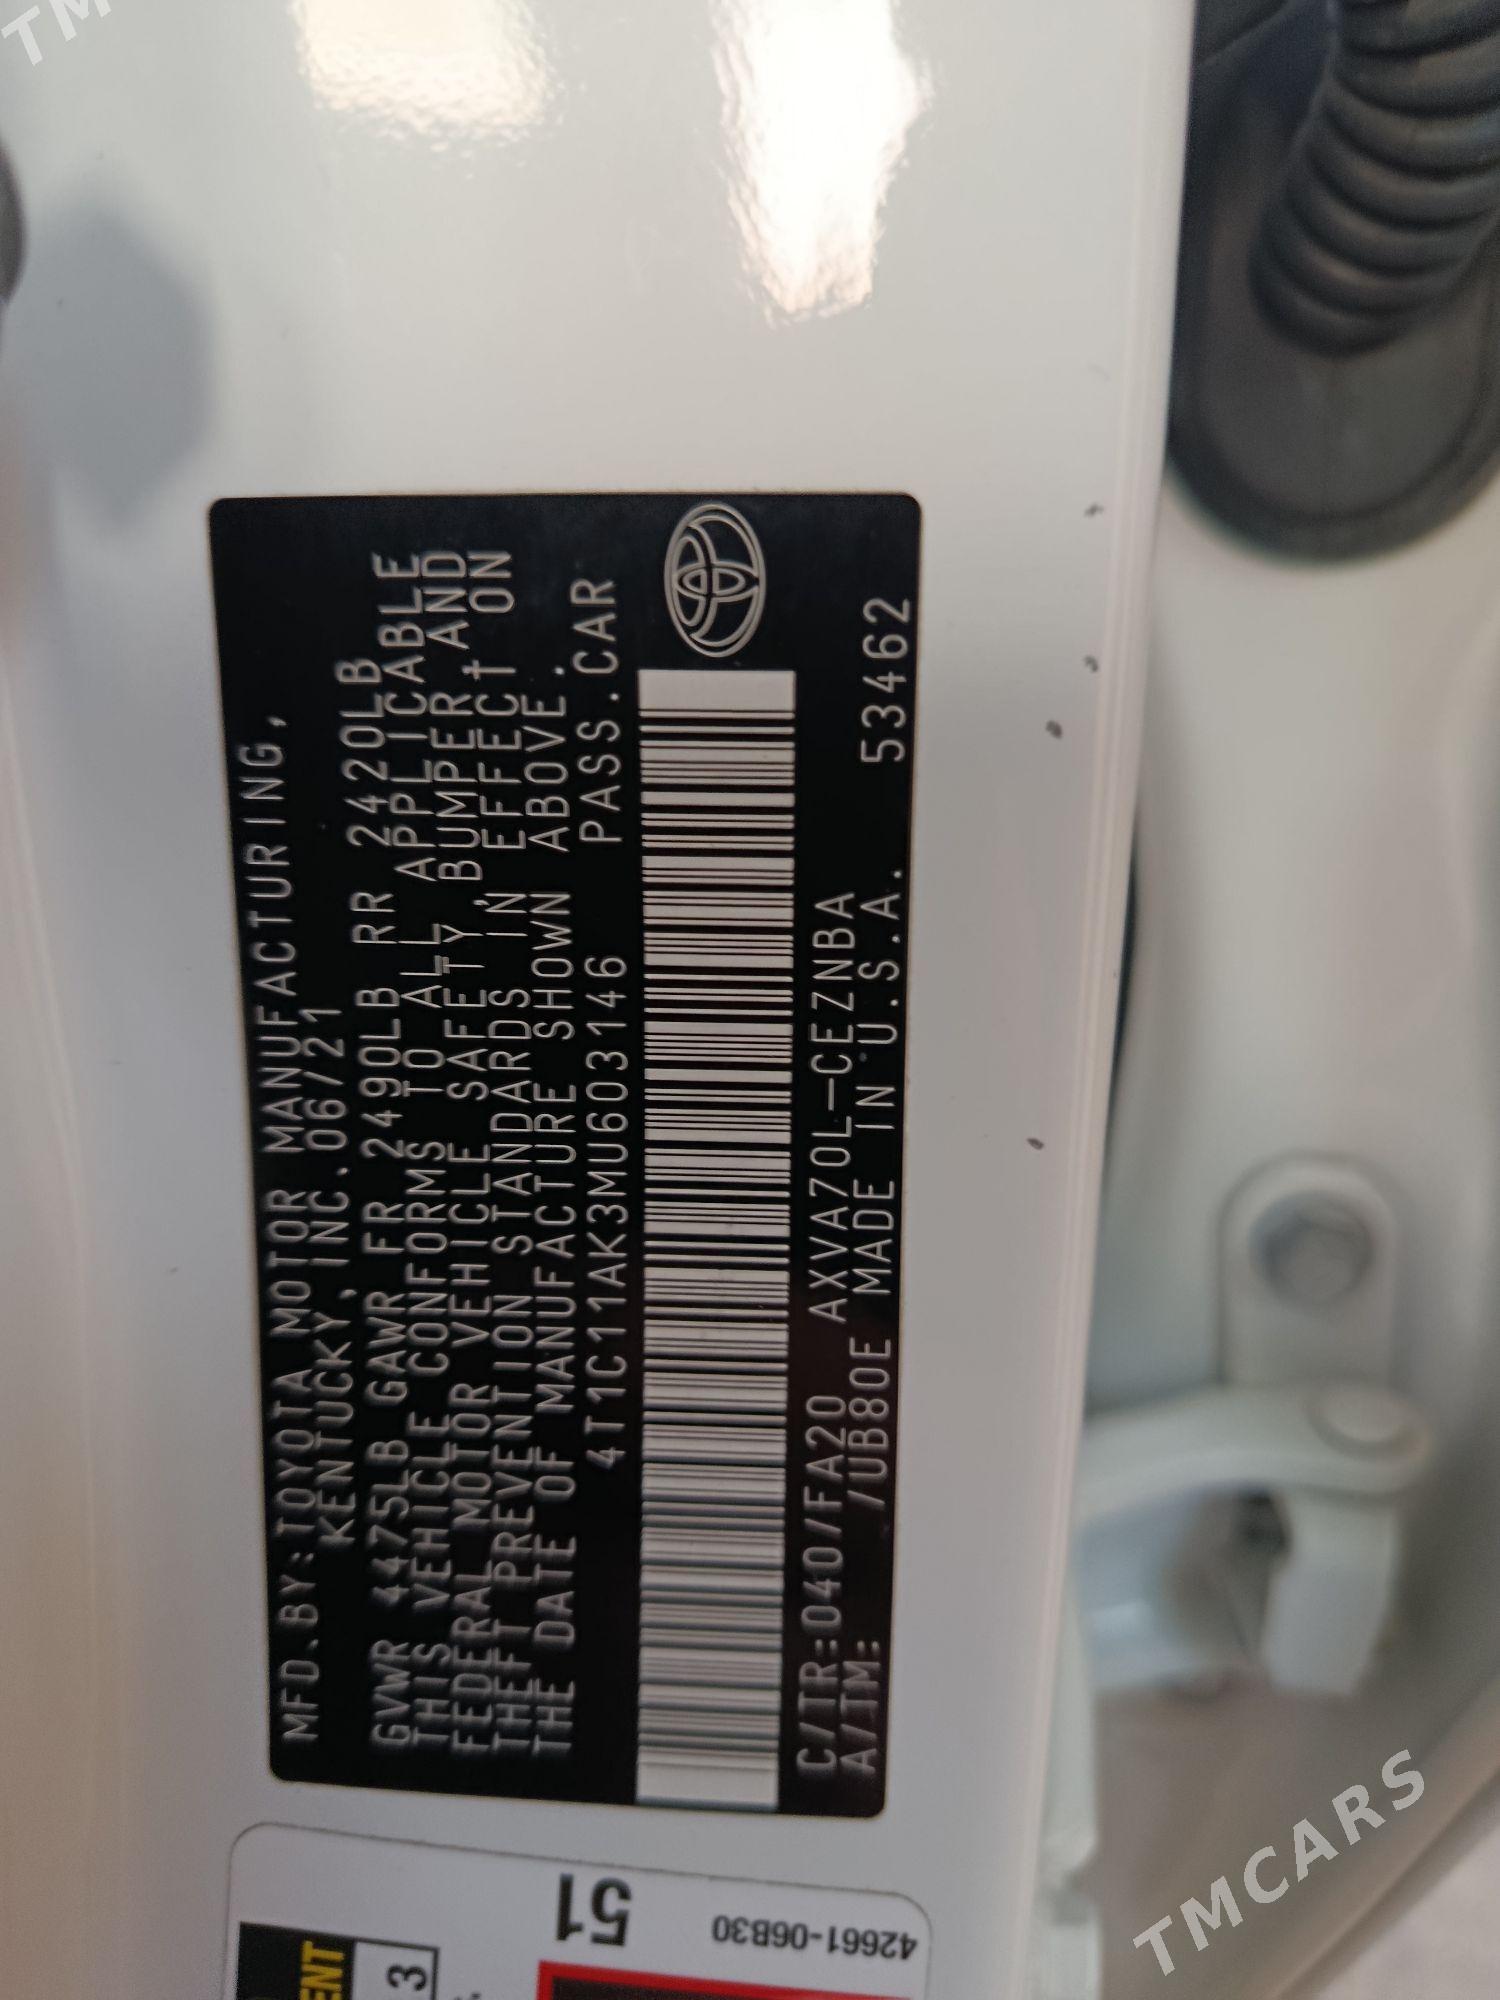 MFD.BY:TOYOTA MOTOR MANUFACTURING,
KENTUCKY, INC. 06/21
GVWR 4475LB GAWR FR 2490LB RR 2420LB
THIS VEHICLE CONFORMS TO ALL APPLICABLE
FEDERAL MOTOR VEHICLE SAFETY, BUMPER AND
THEFT PREVENTION STANDARDS IN EFFECT ON
THE DATE OF MANUFACTURE SHOWN ABOVE.
4T1C11AK3MU603146 PASS.CAR
C/TR:040/FA20 AXVA70L-CEZNBA
A/TM: /UB80E MADE IN U.S.A. 53462
51
42661-06B30
3
TMCARS
TM